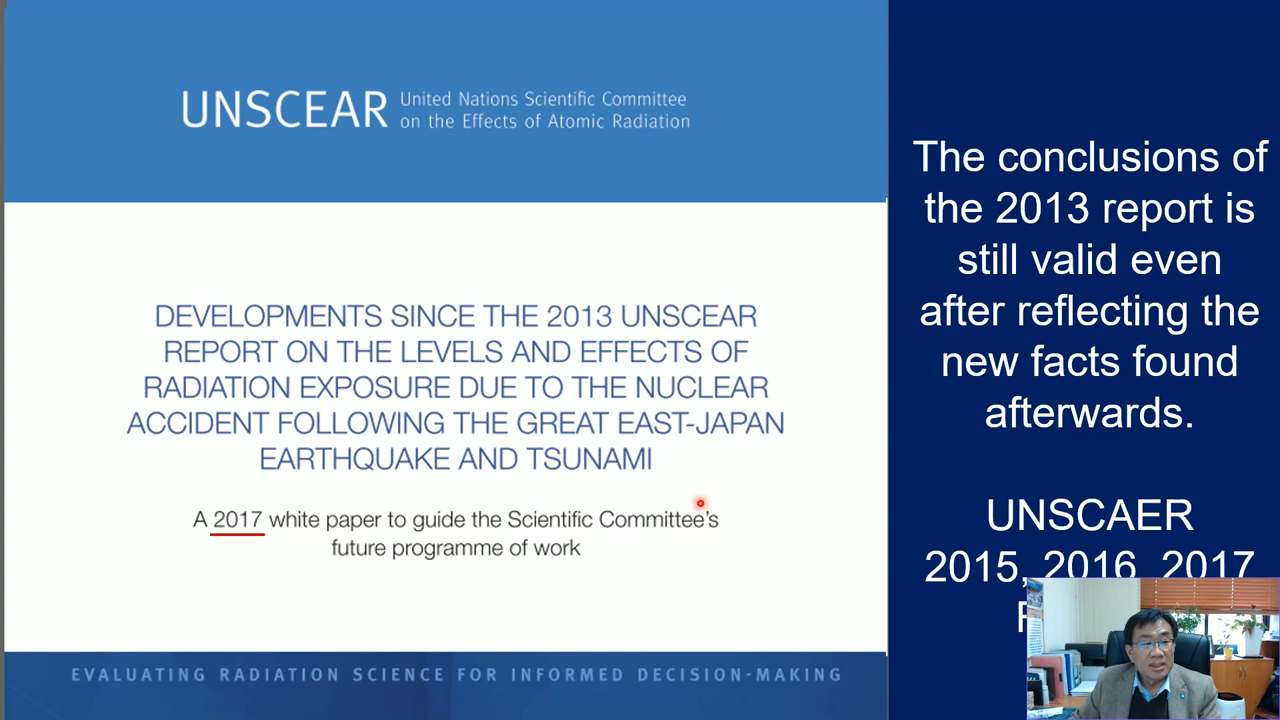 UNSCEAR
United Nations Scientific Committee
on the Effects of Atomic Radiation
DEVELOPMENTS SINCE THE 2013 UNSCEAR
REPORT ON THE LEVELS AND EFFECTS OF
RADIATION EXPOSURE DUE TO THE NUCLEAR
ACCIDENT FOLLOWING THE GREAT EAST-JAPAN
EARTHQUAKE AND TSUNAMI
A 2017 white paper to guide the Scientific Committee's
future programme of work
EVALUATING RADIATION SCIENCE FOR INFORMED DECISION-MAKING
The conclusions of
the 2013 report is
still valid even
after reflecting the
new facts found
afterwards.
UNSCAER
2015, 2016, 2017